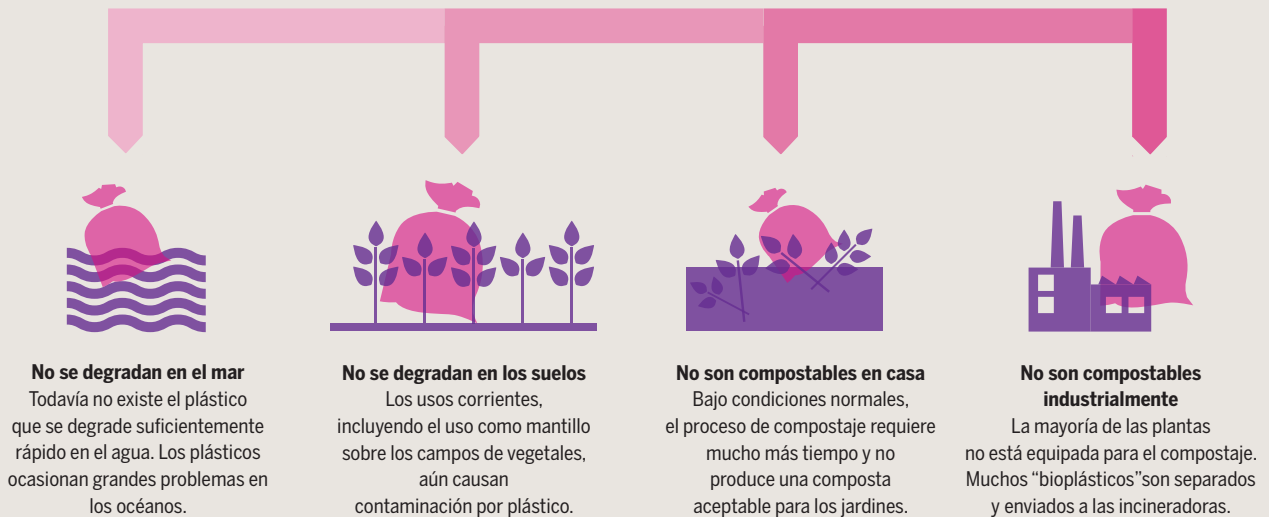 No se degradan en el mar
Todavía no existe el plástico
que se degrade suficientemente
rápido en el agua. Los plásticos
ocasionan grandes problemas en
los océanos.
No se degradan en los suelos
Los usos corrientes,
incluyendo el uso como mantillo
sobre los campos de vegetales,
aún causan
contaminación por plástico.
No son compostables en casa
Bajo condiciones normales,
el proceso de compostaje requiere
mucho más tiempo y no
produce una composta
aceptable para los jardines.
No son compostables
industrialmente
La mayoría de las plantas
no está equipada para el compostaje.
Muchos “bioplásticos”son separados
y enviados a las incineradoras.